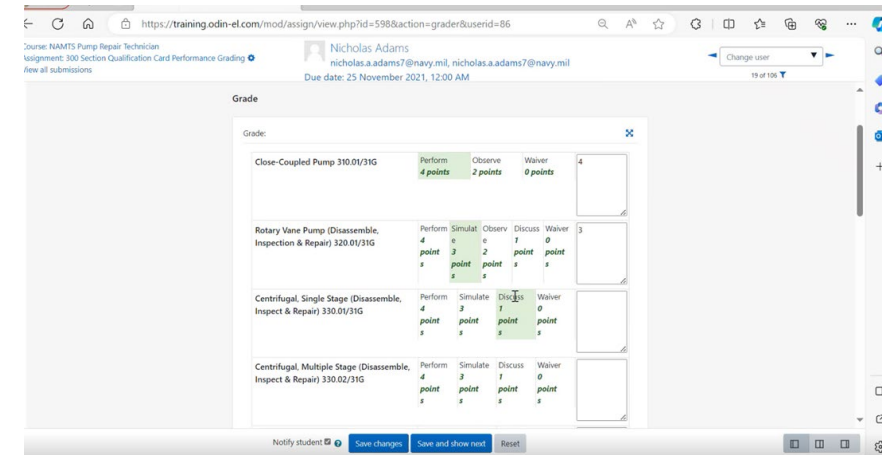 https://training.odin-el.com/mod/assign/view.php?id=598&action=grader&userid=86
Course: NAMTS Pump Repair Technician
Assignment: 300 Section Qualification Card Performance Grading
View all submissions
Nicholas Adams
nicholas.a.adams7@navy.mil, nicholas.a.adams7@navy.mil
Due date: 25 November 2021, 12:00 AM
Change user
19 of 106
Grade
Grade:
Close-Coupled Pump 310.01/31G
Perform
4 points
Observe
2 points
Waiver
0 points
4
Rotary Vane Pump (Disassemble,
Inspection & Repair) 320.01/31G
Perform
4
point
s
Simulat
e
3
point
s
Observ
e
2
point
s
Discuss
1
point
s
Waiver
0
point
s
3
Centrifugal, Single Stage (Disassemble,
Inspect & Repair) 330.01/31G
Perform
4
point
s
Simulate
3
point
s
Discuss
1
point
s
Waiver
0
point
s
Centrifugal, Multiple Stage (Disassemble,
Inspect & Repair) 330.02/31G
Perform
4
point
s
Simulate
3
point
s
Discuss
1
point
s
Waiver
0
point
s
Notify student
Save changes
Save and show next
Reset